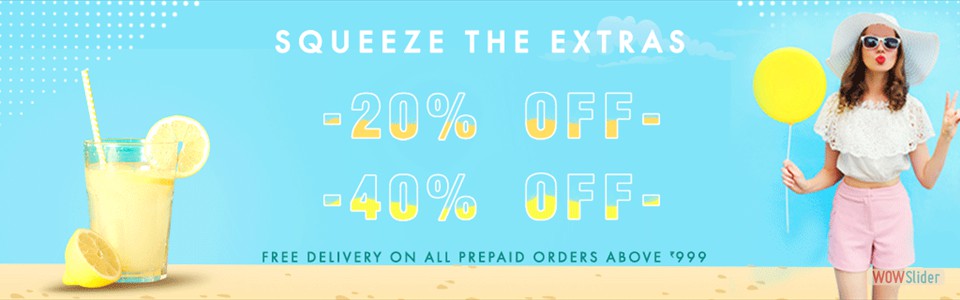 SQUEEZE THE EXTRAS
-20% OFF-
-40% OFF-
FREE DELIVERY ON ALL PREPAID ORDERS ABOVE ₹999
WOWSlider